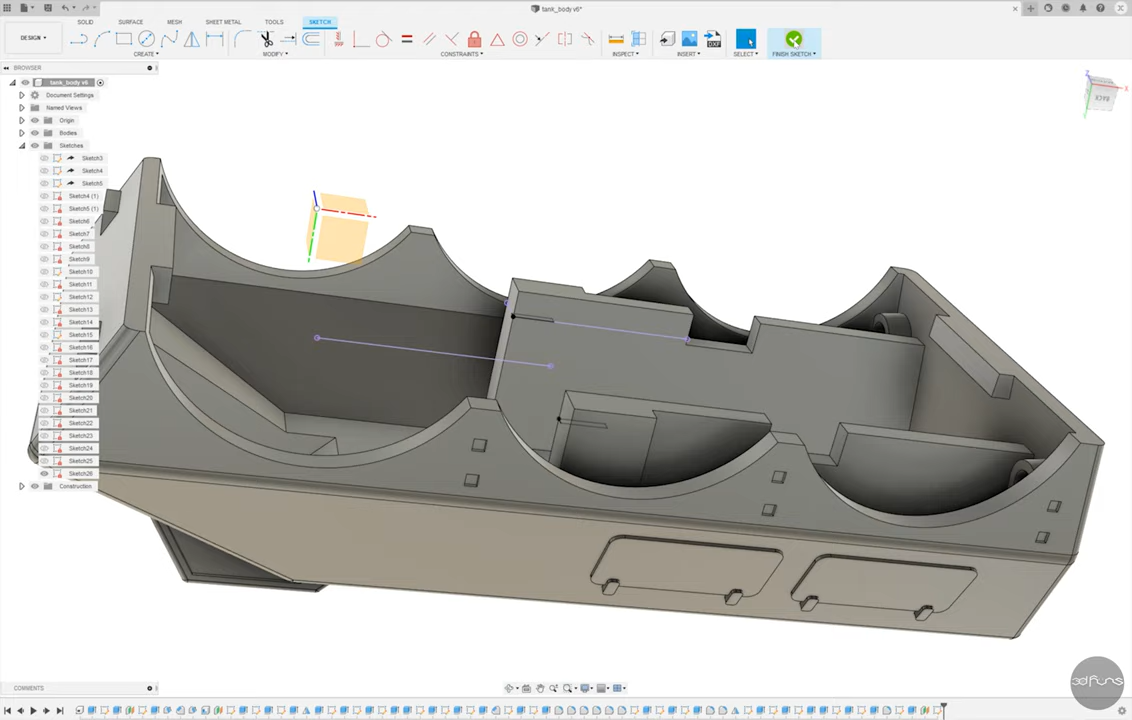 tank_body v6*
SOLID SURFACE MESH SHEET METAL TOOLS SKETCH
DESIGN ▾
CREATE ▾ MODIFY ▾ CONSTRAINTS ▾ INSPECT ▾ INSERT ▾ SELECT ▾ FINISH SKETCH ▾
BROWSER
tank_body v6
Document Settings
Named Views
Origin
Bodies
Sketches
Sketch3
Sketch4
Sketch5
Sketch4 (1)
Sketch5 (1)
Sketch6
Sketch7
Sketch8
Sketch9
Sketch10
Sketch11
Sketch12
Sketch13
Sketch14
Sketch15
Sketch16
Sketch17
Sketch18
Sketch19
Sketch20
Sketch21
Sketch22
Sketch23
Sketch24
Sketch25
Sketch26
Construction
Z
X
Y
BACK
COMMENTS
3dfuns